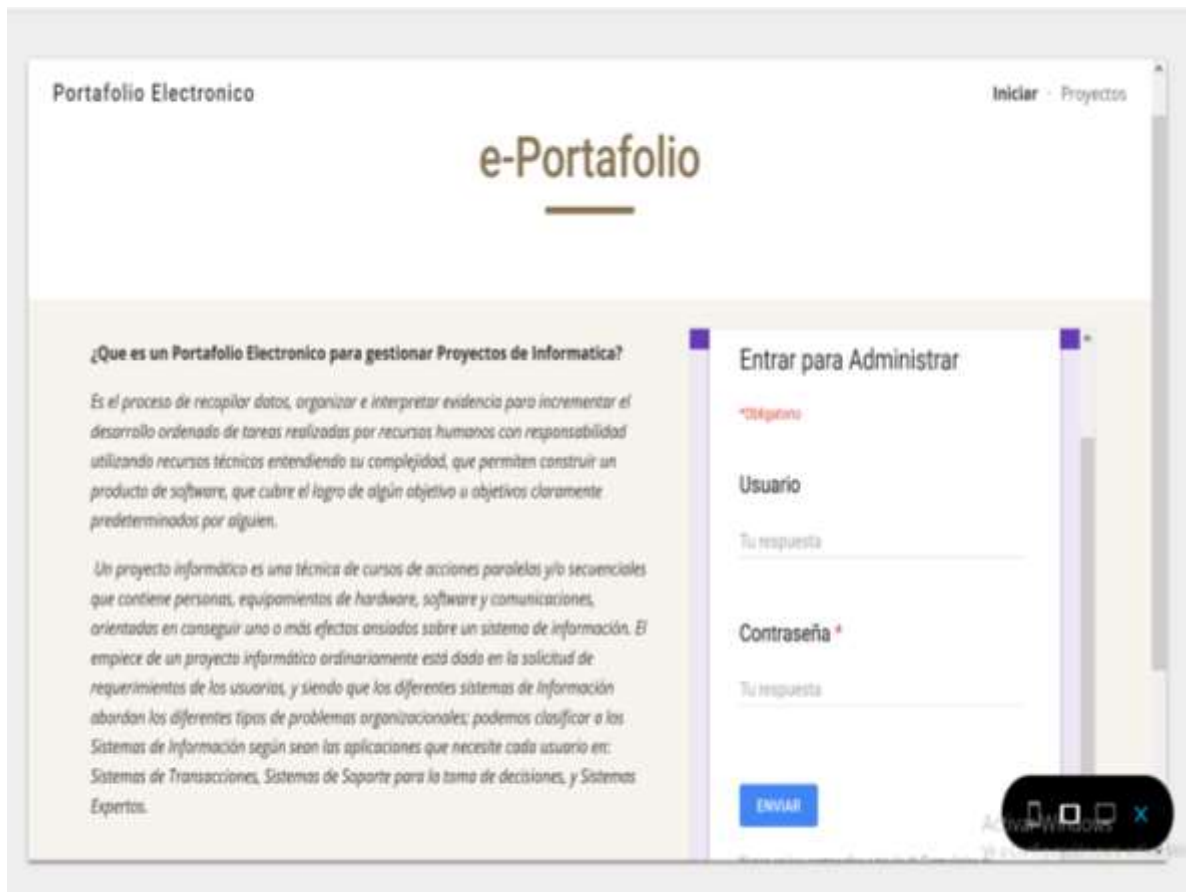 Portafolio Electronico
Iniciar · Proyectos
e-Portafolio
¿Que es un Portafolio Electronico para gestionar Proyectos de Informatica?
Es el proceso de recopilar datos, organizar e interpretar evidencia para incrementar el
desarrollo ordenado de tareas realizadas por recursos humanos con responsabilidad
utilizando recursos técnicos entendiendo su complejidad, que permiten construir un
producto de software, que cubre el logro de algún objetivo u objetivos claramente
predeterminados por alguien.
Un proyecto informático es una técnica de cursos de acciones paralelas y/o secuenciales
que contiene personas, equipamientos de hardware, software y comunicaciones,
orientadas en conseguir uno o más efectos ansiados sobre un sistema de información. El
empiece de un proyecto informático ordinariamente está dado en la solicitud de
requerimientos de los usuarios, y siendo que los diferentes sistemas de Información
abordan los diferentes tipos de problemas organizacionales; podemos clasificar a los
Sistemas de Información según sean las aplicaciones que necesite cada usuario en:
Sistemas de Transacciones, Sistemas de Soporte para la toma de decisiones, y Sistemas
Expertos.
Entrar para Administrar
*Obligatorio
Usuario
Tu respuesta
Contraseña *
Tu respuesta
ENVIAR
Activar Windows